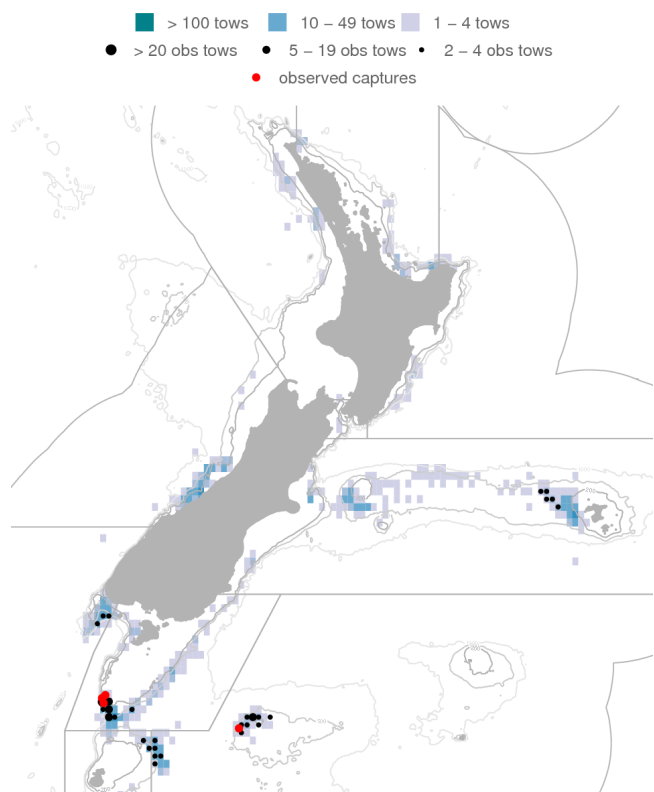 > 100 tows 10 − 49 tows 1 − 4 tows
> 20 obs tows 5 − 19 obs tows 2 − 4 obs tows
observed captures